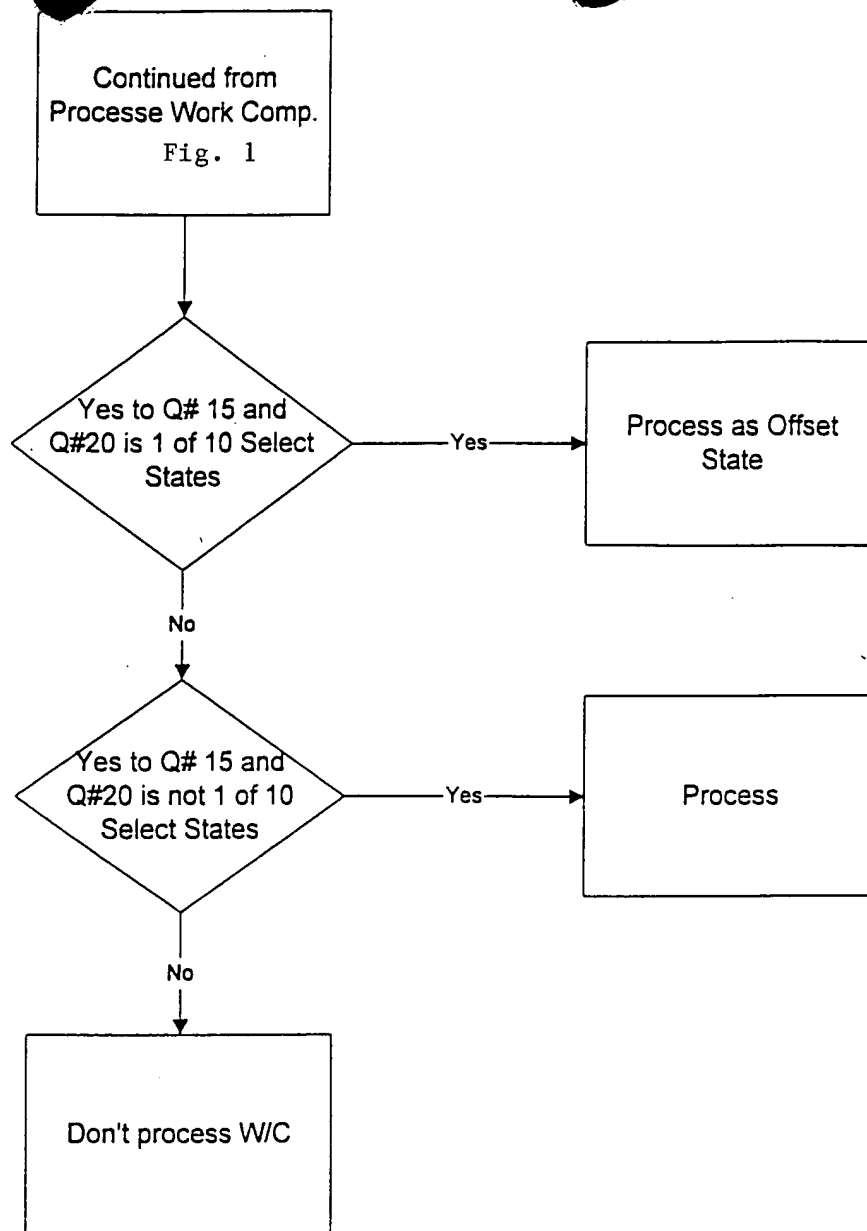 Continued from
Processe Work Comp.
Fig. 1
Yes to Q# 15 and
Q#20 is 1 of 10 Select
States
Yes
Process as Offset
State
No
Yes to Q# 15 and
Q#20 is not 1 of 10
Select States
Yes
Process
No
Don't process W/C